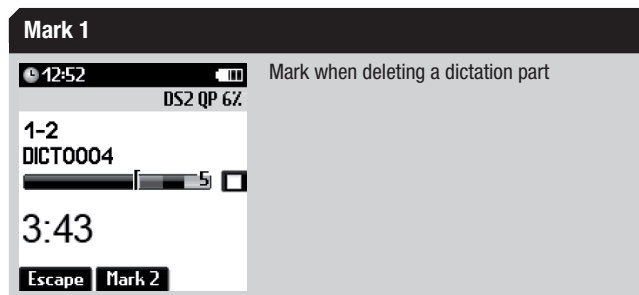 Mark 1
12:52
DS2 QP 6%
1-2
DICT0004
5
3:43
Escape Mark 2
Mark when deleting a dictation part